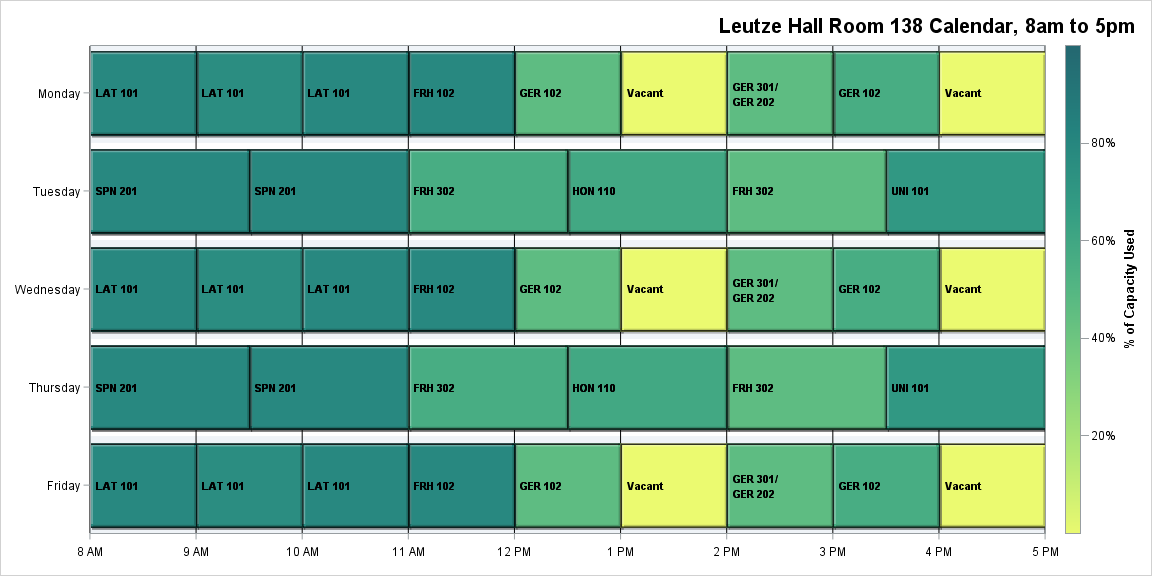 Leutze Hall Room 138 Calendar, 8am to 5pm
Monday
LAT 101
LAT 101
LAT 101
FRH 102
GER 102
Vacant
GER 301/
GER 202
GER 102
Vacant
Tuesday
SPN 201
SPN 201
FRH 302
HON 110
FRH 302
UNI 101
Wednesday
LAT 101
LAT 101
LAT 101
FRH 102
GER 102
Vacant
GER 301/
GER 202
GER 102
Vacant
Thursday
SPN 201
SPN 201
FRH 302
HON 110
FRH 302
UNI 101
Friday
LAT 101
LAT 101
LAT 101
FRH 102
GER 102
Vacant
GER 301/
GER 202
GER 102
Vacant
8 AM
9 AM
10 AM
11 AM
12 PM
1 PM
2 PM
3 PM
4 PM
5 PM
80%
60%
40%
20%
% of Capacity Used